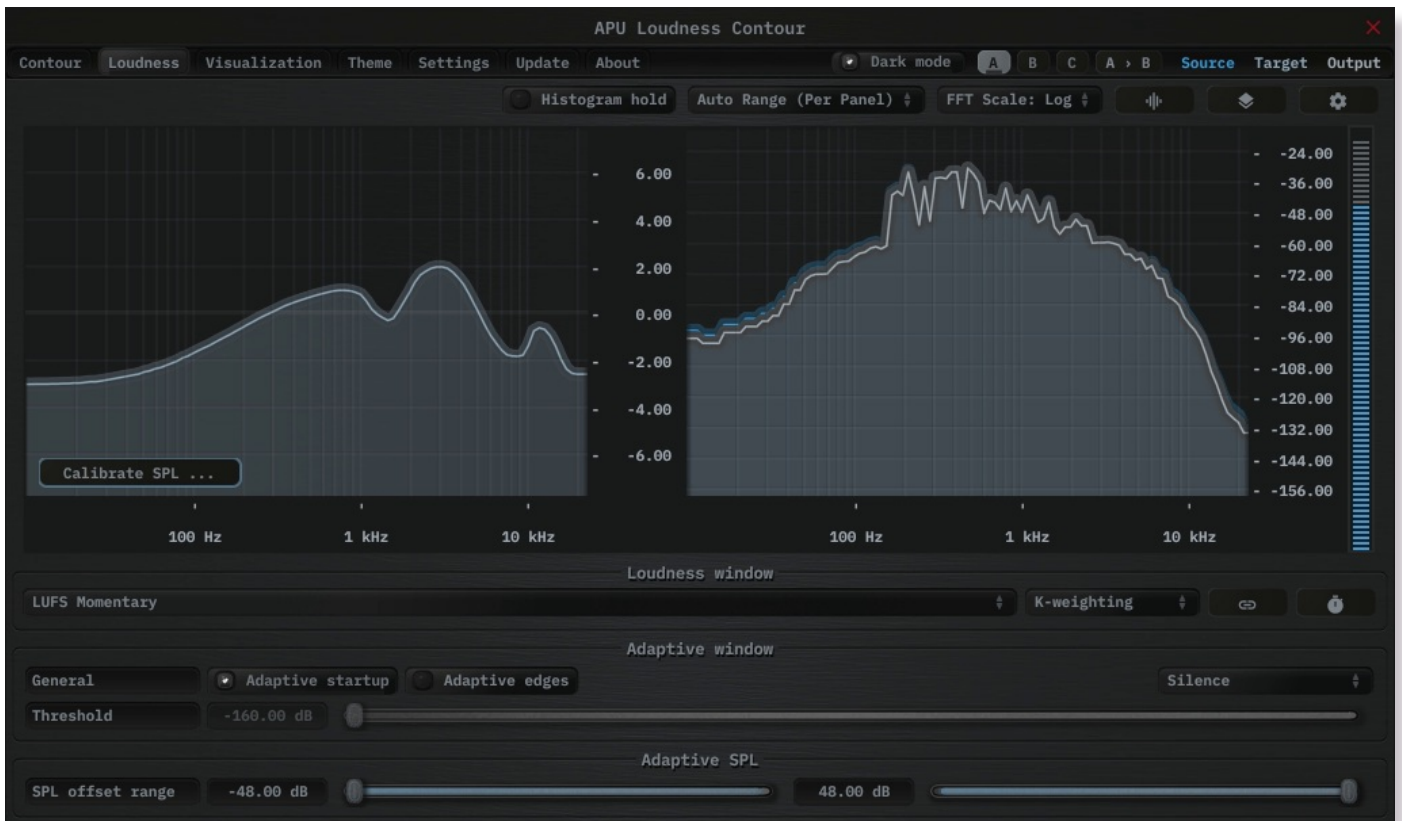 APU Loudness Contour
Contour Loudness Visualization Theme Settings Update About Dark mode A B C A › B Source Target Output
Histogram hold Auto Range (Per Panel) FFT Scale: Log
6.00
4.00
2.00
0.00
-2.00
-4.00
-6.00
-24.00
-36.00
-48.00
-60.00
-72.00
-84.00
-96.00
-108.00
-120.00
-132.00
-144.00
-156.00
Calibrate SPL ...
100 Hz 1 kHz 10 kHz 100 Hz 1 kHz 10 kHz
Loudness window
LUFS Momentary K-weighting
Adaptive window
General Adaptive startup Adaptive edges Silence
Threshold -160.00 dB
Adaptive SPL
SPL offset range -48.00 dB 48.00 dB